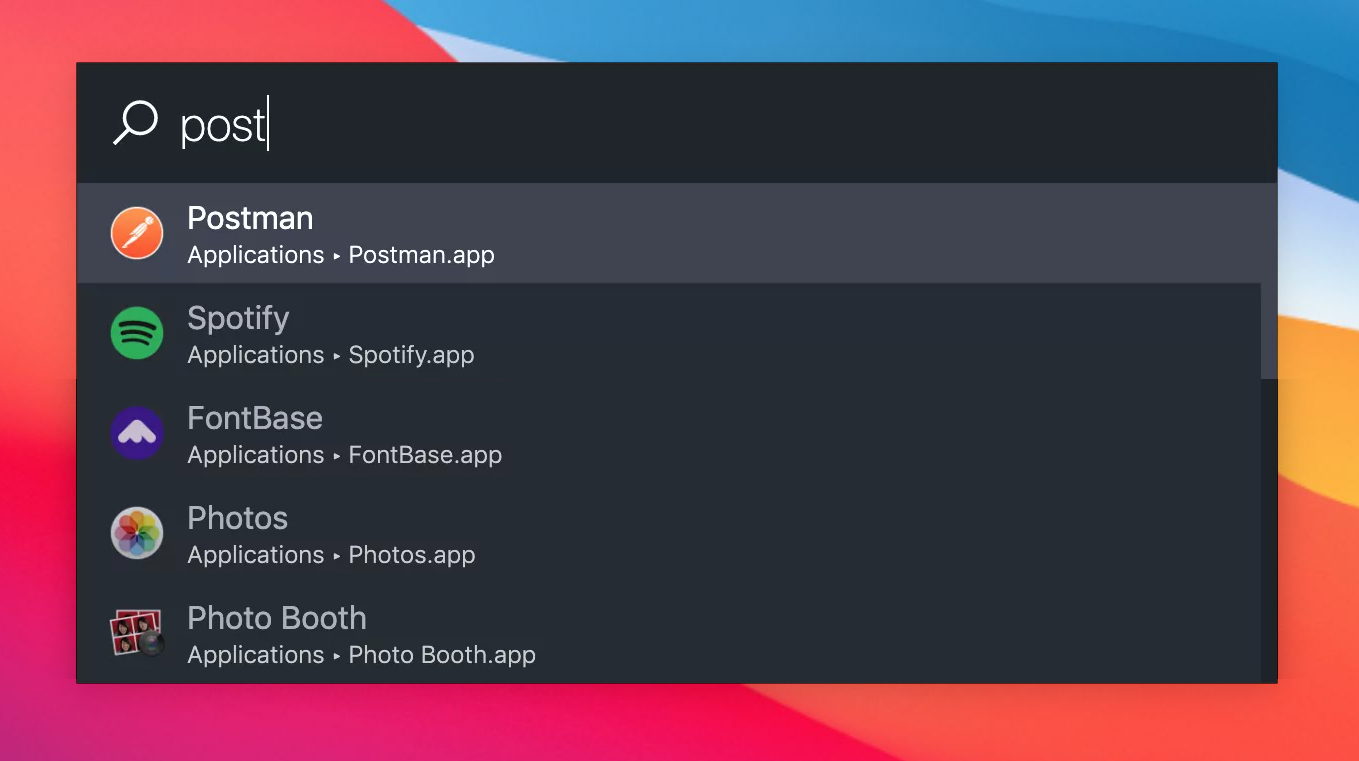 post
Postman
Applications ▸ Postman.app
Spotify
Applications ▸ Spotify.app
FontBase
Applications ▸ FontBase.app
Photos
Applications ▸ Photos.app
Photo Booth
Applications ▸ Photo Booth.app